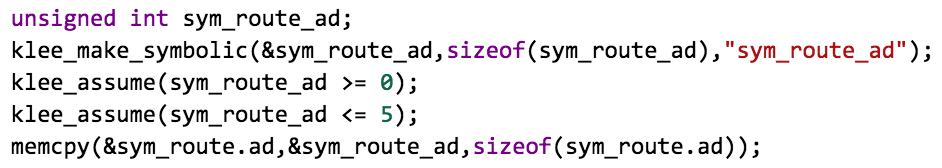 unsigned int sym_route_ad;
klee_make_symbolic(&sym_route_ad,sizeof(sym_route_ad),"sym_route_ad");
klee_assume(sym_route_ad >= 0);
klee_assume(sym_route_ad <= 5);
memcpy(&sym_route.ad,&sym_route_ad,sizeof(sym_route.ad));